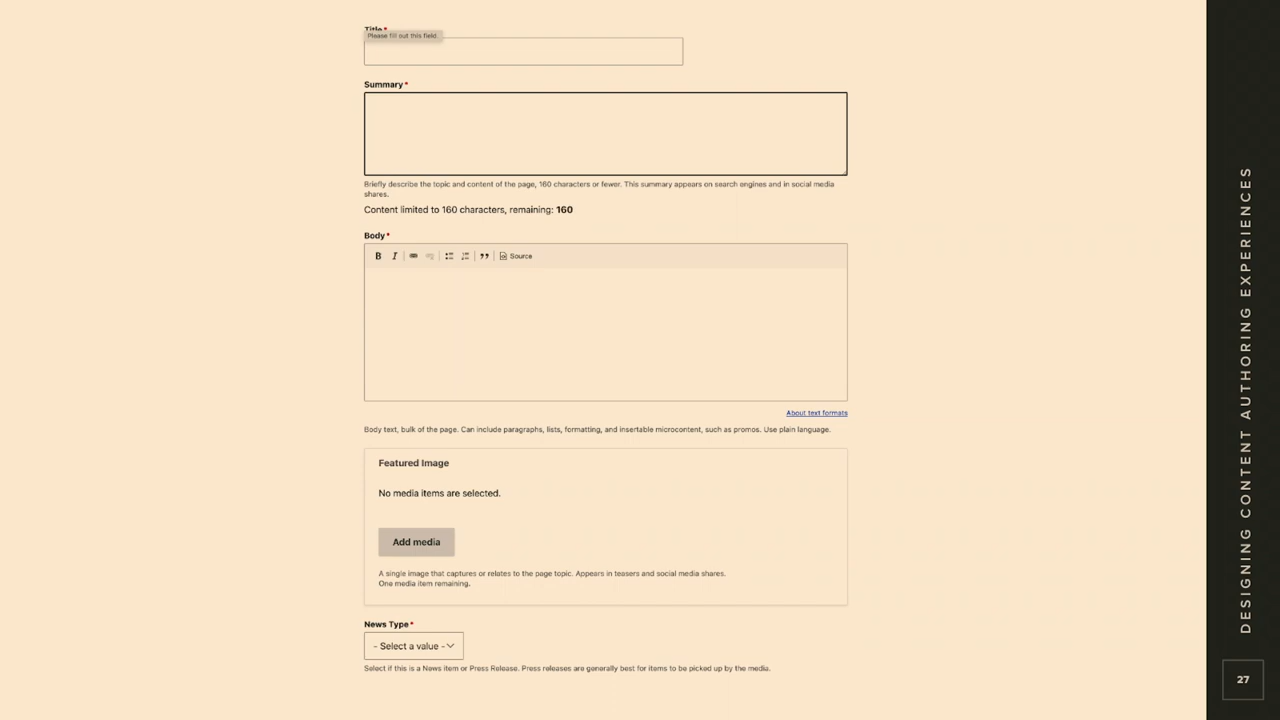 Title*
Please fill out this field.
Summary*
Briefly describe the topic and content of the page, 160 characters or fewer. This summary appears on search engines and in social media
shares.
Content limited to 160 characters, remaining: 160
Body*
B I Source
About text formats
Body text, bulk of the page. Can include paragraphs, lists, formatting, and insertable microcontent, such as promos. Use plain language.
Featured Image
No media items are selected.
Add media
A single image that captures or relates to the page topic. Appears in teasers and social media shares.
One media item remaining.
News Type*
- Select a value -
Select if this is a News item or Press Release. Press releases are generally best for items to be picked up by the media.
DESIGNING CONTENT AUTHORING EXPERIENCES
27